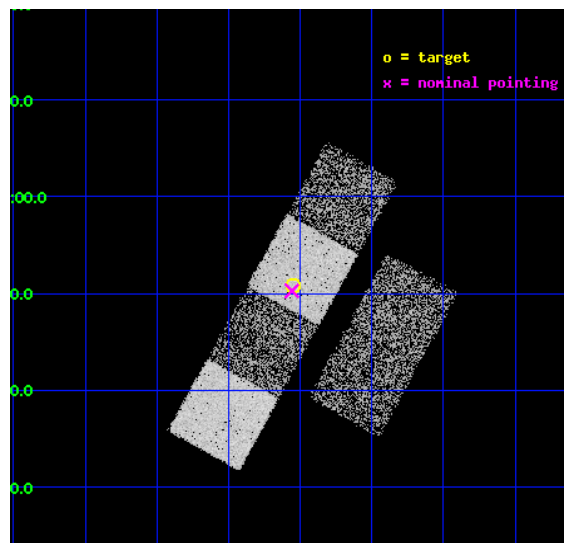 o = target
x = nominal pointing
0.0
:00.0
0.0
0.0
0.0